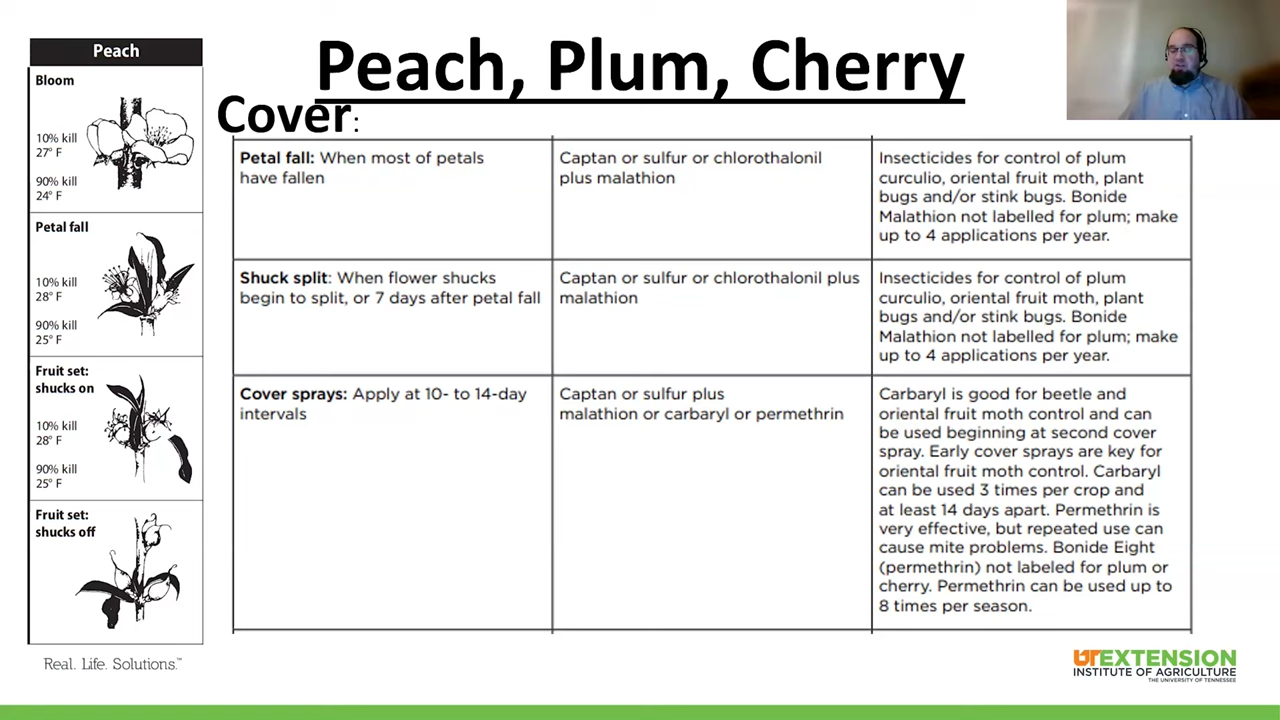 Peach, Plum, Cherry
Cover:
Peach
Bloom
10% kill
27° F
90% kill
24° F
Petal fall
10% kill
28° F
90% kill
25° F
Fruit set:
shucks on
10% kill
28° F
90% kill
25° F
Fruit set:
shucks off
Petal fall: When most of petals
have fallen
Captan or sulfur or chlorothalonil
plus malathion
Insecticides for control of plum
curculio, oriental fruit moth, plant
bugs and/or stink bugs. Bonide
Malathion not labelled for plum; make
up to 4 applications per year.
Shuck split: When flower shucks
begin to split, or 7 days after petal fall
Captan or sulfur or chlorothalonil plus
malathion
Insecticides for control of plum
curculio, oriental fruit moth, plant
bugs and/or stink bugs. Bonide
Malathion not labelled for plum; make
up to 4 applications per year.
Cover sprays: Apply at 10- to 14-day
intervals
Captan or sulfur plus
malathion or carbaryl or permethrin
Carbaryl is good for beetle and
oriental fruit moth control and can
be used beginning at second cover
spray. Early cover sprays are key for
oriental fruit moth control. Carbaryl
can be used 3 times per crop and
at least 14 days apart. Permethrin is
very effective, but repeated use can
cause mite problems. Bonide Eight
(permethrin) not labeled for plum or
cherry. Permethrin can be used up to
8 times per season.
Real. Life. Solutions.™
UTEXTENSION
INSTITUTE OF AGRICULTURE
THE UNIVERSITY OF TENNESSEE